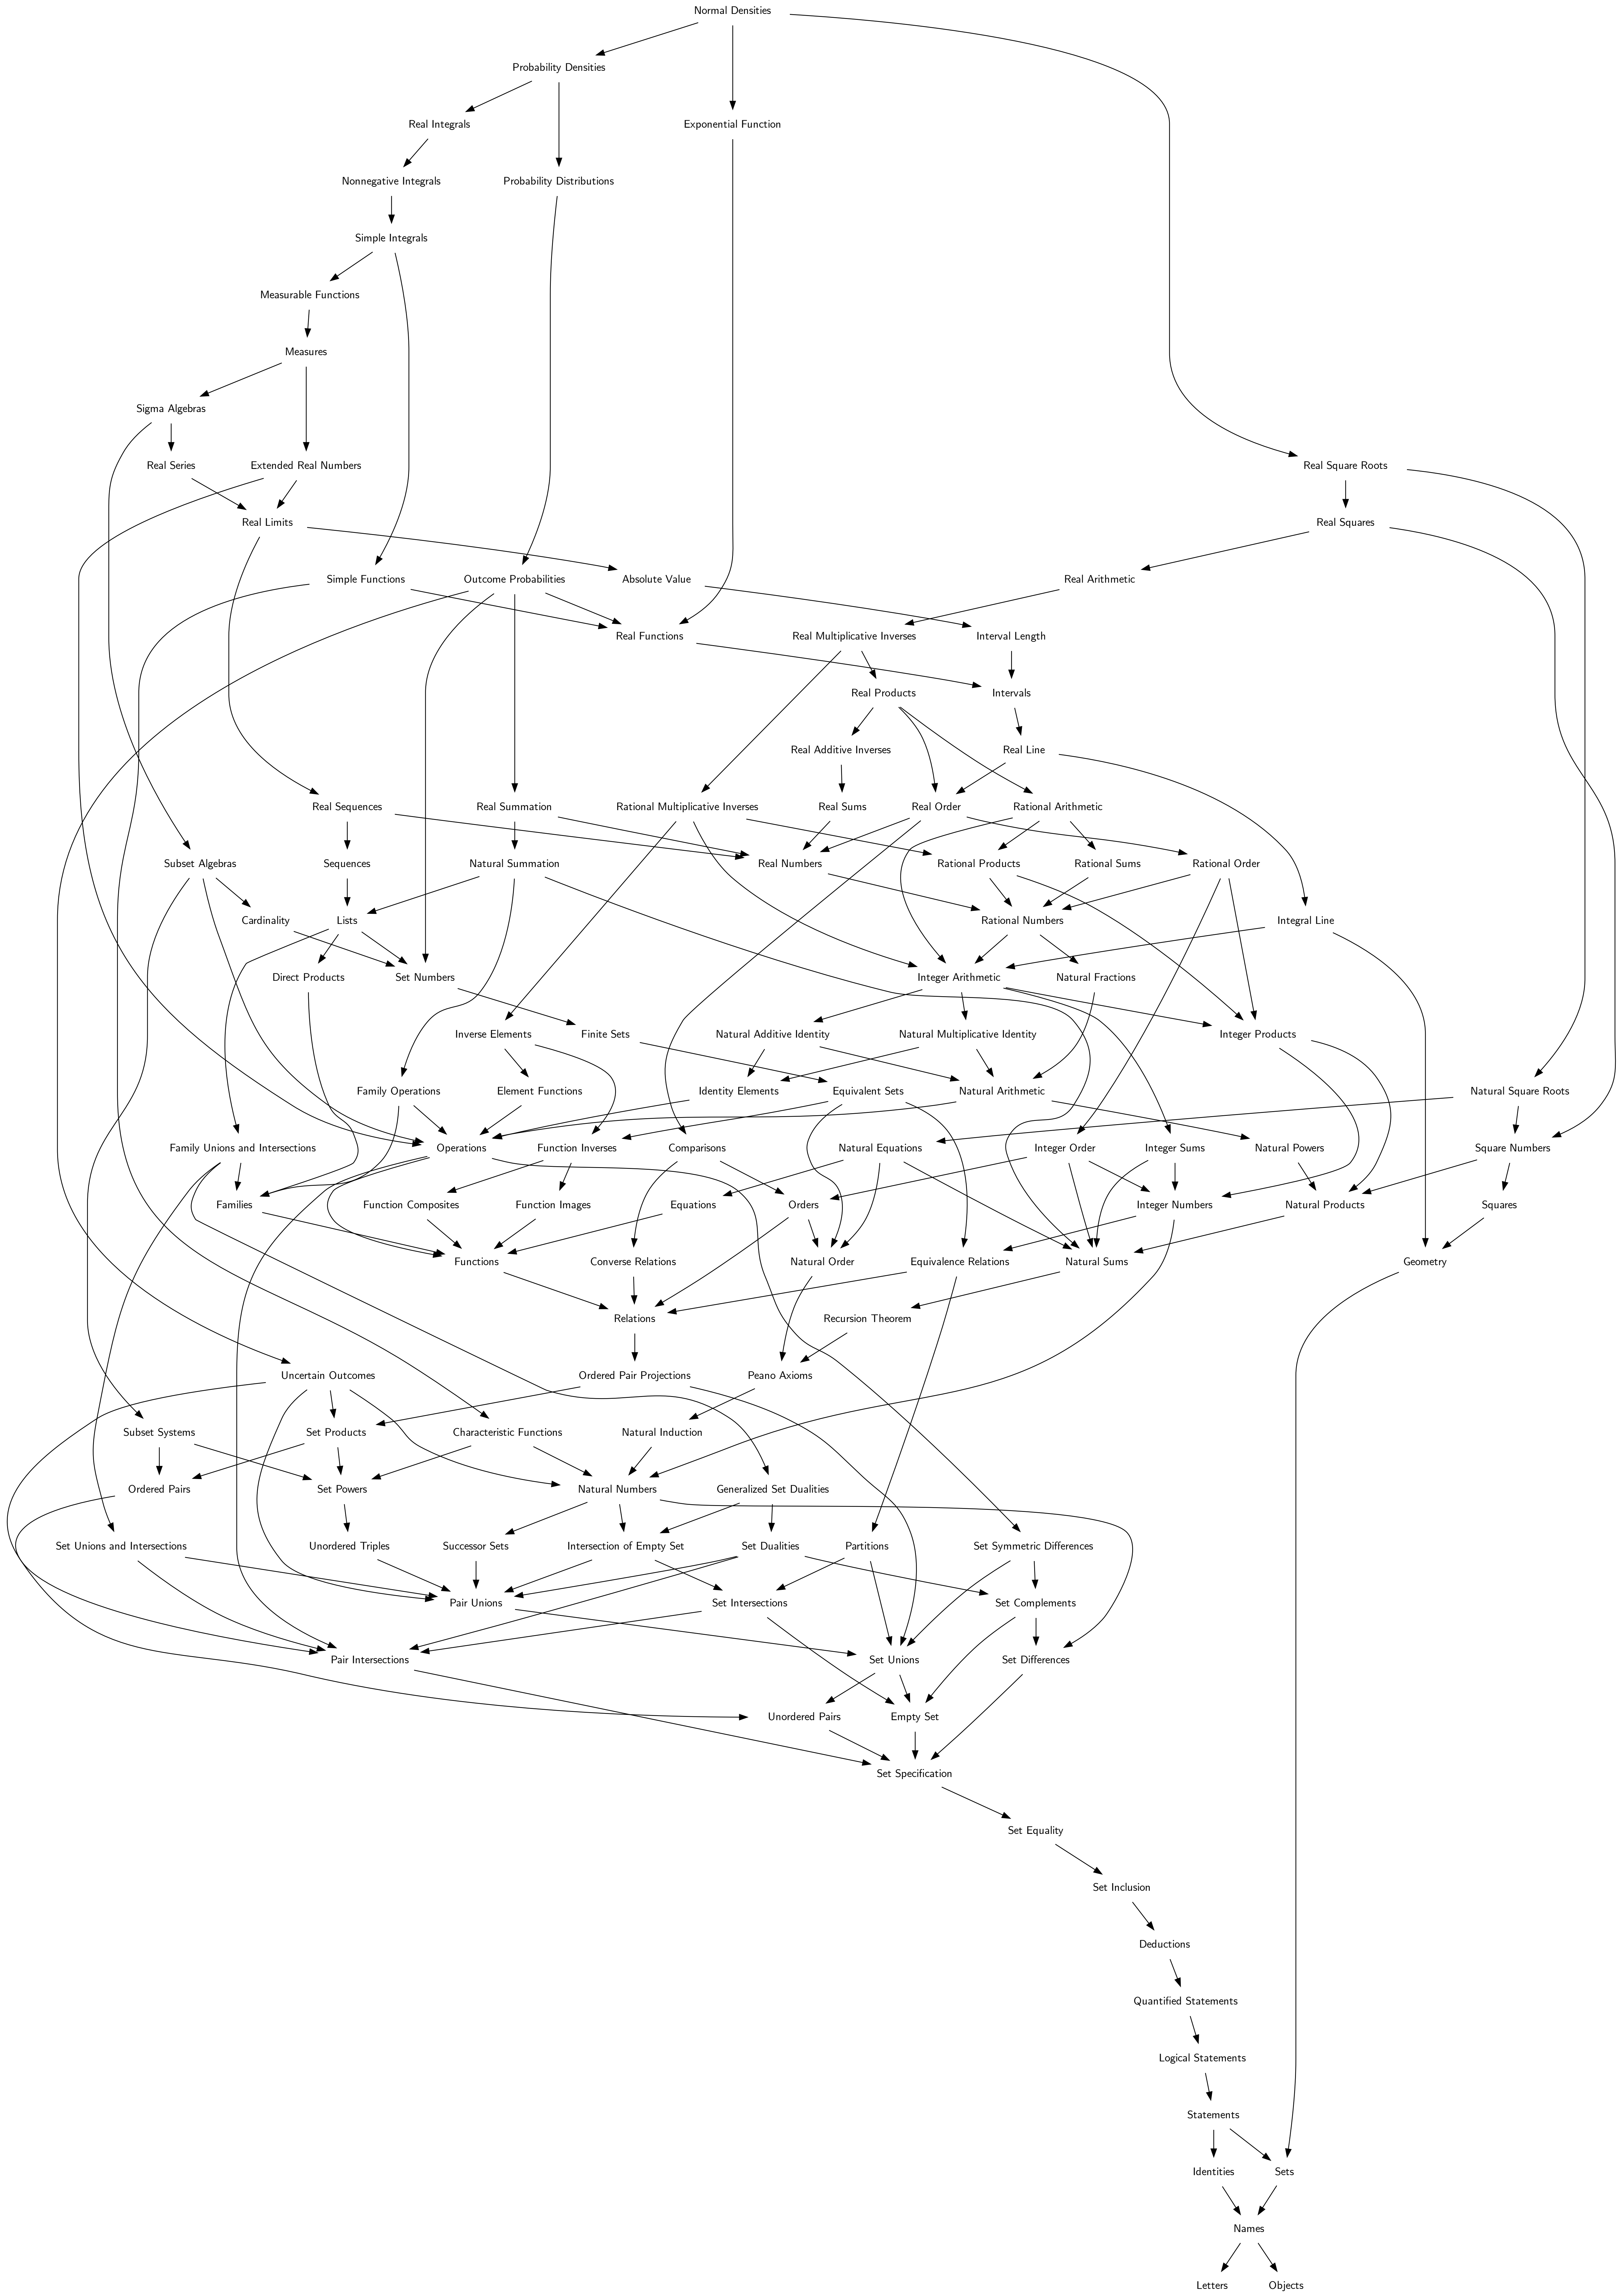 Normal Densities
Probability Densities
Real Integrals
Exponential Function
Nonnegative Integrals
Probability Distributions
Simple Integrals
Measurable Functions
Measures
Sigma Algebras
Real Series
Extended Real Numbers
Real Square Roots
Real Limits
Real Squares
Simple Functions
Outcome Probabilities
Absolute Value
Real Arithmetic
Real Functions
Real Multiplicative Inverses
Interval Length
Real Products
Intervals
Real Additive Inverses
Real Line
Real Sequences
Real Summation
Rational Multiplicative Inverses
Real Sums
Real Order
Rational Arithmetic
Subset Algebras
Sequences
Natural Summation
Real Numbers
Rational Products
Rational Sums
Rational Order
Cardinality
Lists
Rational Numbers
Integral Line
Direct Products
Set Numbers
Integer Arithmetic
Natural Fractions
Inverse Elements
Finite Sets
Natural Additive Identity
Natural Multiplicative Identity
Integer Products
Family Operations
Element Functions
Identity Elements
Equivalent Sets
Natural Arithmetic
Natural Square Roots
Family Unions and Intersections
Operations
Function Inverses
Comparisons
Natural Equations
Integer Order
Integer Sums
Natural Powers
Square Numbers
Families
Function Composites
Function Images
Equations
Orders
Integer Numbers
Natural Products
Squares
Functions
Converse Relations
Natural Order
Equivalence Relations
Natural Sums
Geometry
Relations
Recursion Theorem
Uncertain Outcomes
Ordered Pair Projections
Peano Axioms
Subset Systems
Set Products
Characteristic Functions
Natural Induction
Ordered Pairs
Set Powers
Natural Numbers
Generalized Set Dualities
Set Unions and Intersections
Unordered Triples
Successor Sets
Intersection of Empty Set
Set Dualities
Partitions
Set Symmetric Differences
Pair Unions
Set Intersections
Set Complements
Pair Intersections
Set Unions
Set Differences
Unordered Pairs
Empty Set
Set Specification
Set Equality
Set Inclusion
Deductions
Quantified Statements
Logical Statements
Statements
Identities
Sets
Names
Letters
Objects